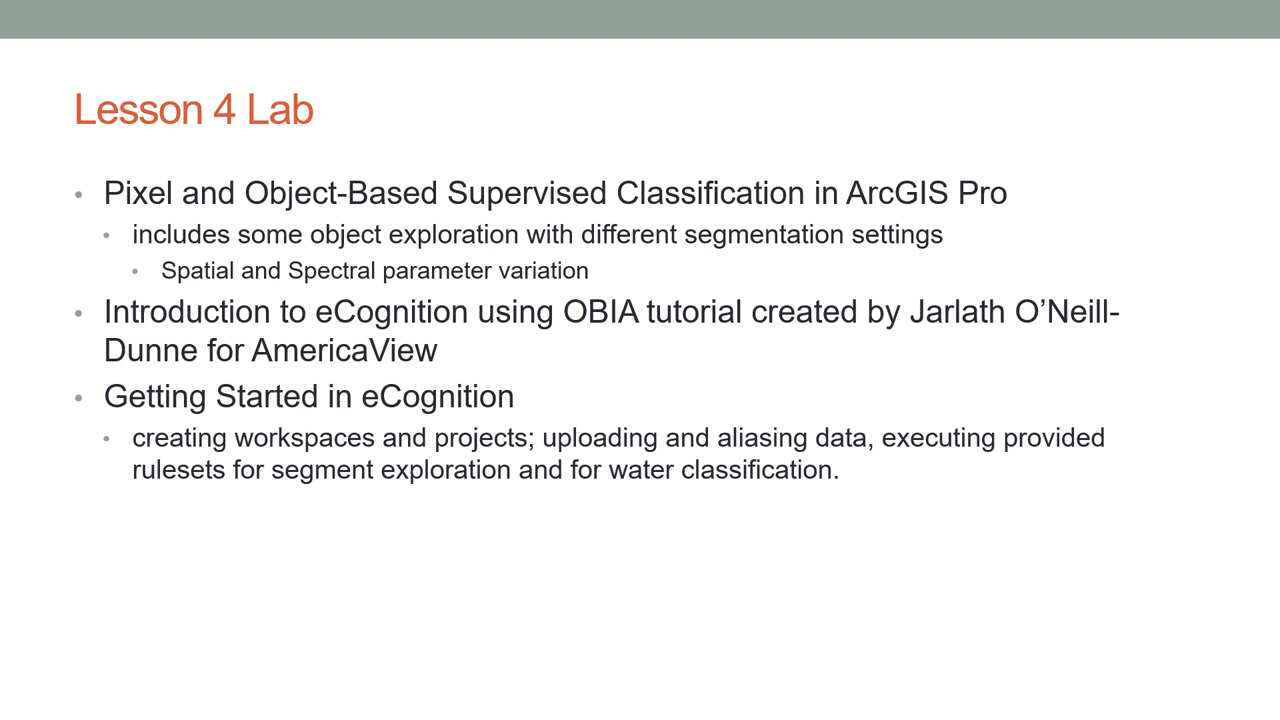 Lesson 4 Lab
• Pixel and Object-Based Supervised Classification in ArcGIS Pro
• includes some object exploration with different segmentation settings
• Spatial and Spectral parameter variation
• Introduction to eCognition using OBIA tutorial created by Jarlath O’Neill-
Dunne for AmericaView
• Getting Started in eCognition
• creating workspaces and projects; uploading and aliasing data, executing provided
rulesets for segment exploration and for water classification.